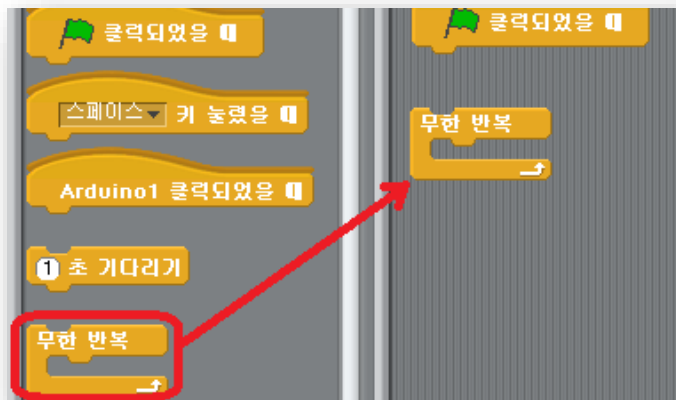 클릭되었을 때
스페이스 키 눌렸을 때
Arduino1 클릭되었을 때
1 초 기다리기
무한 반복
클릭되었을 때
무한 반복